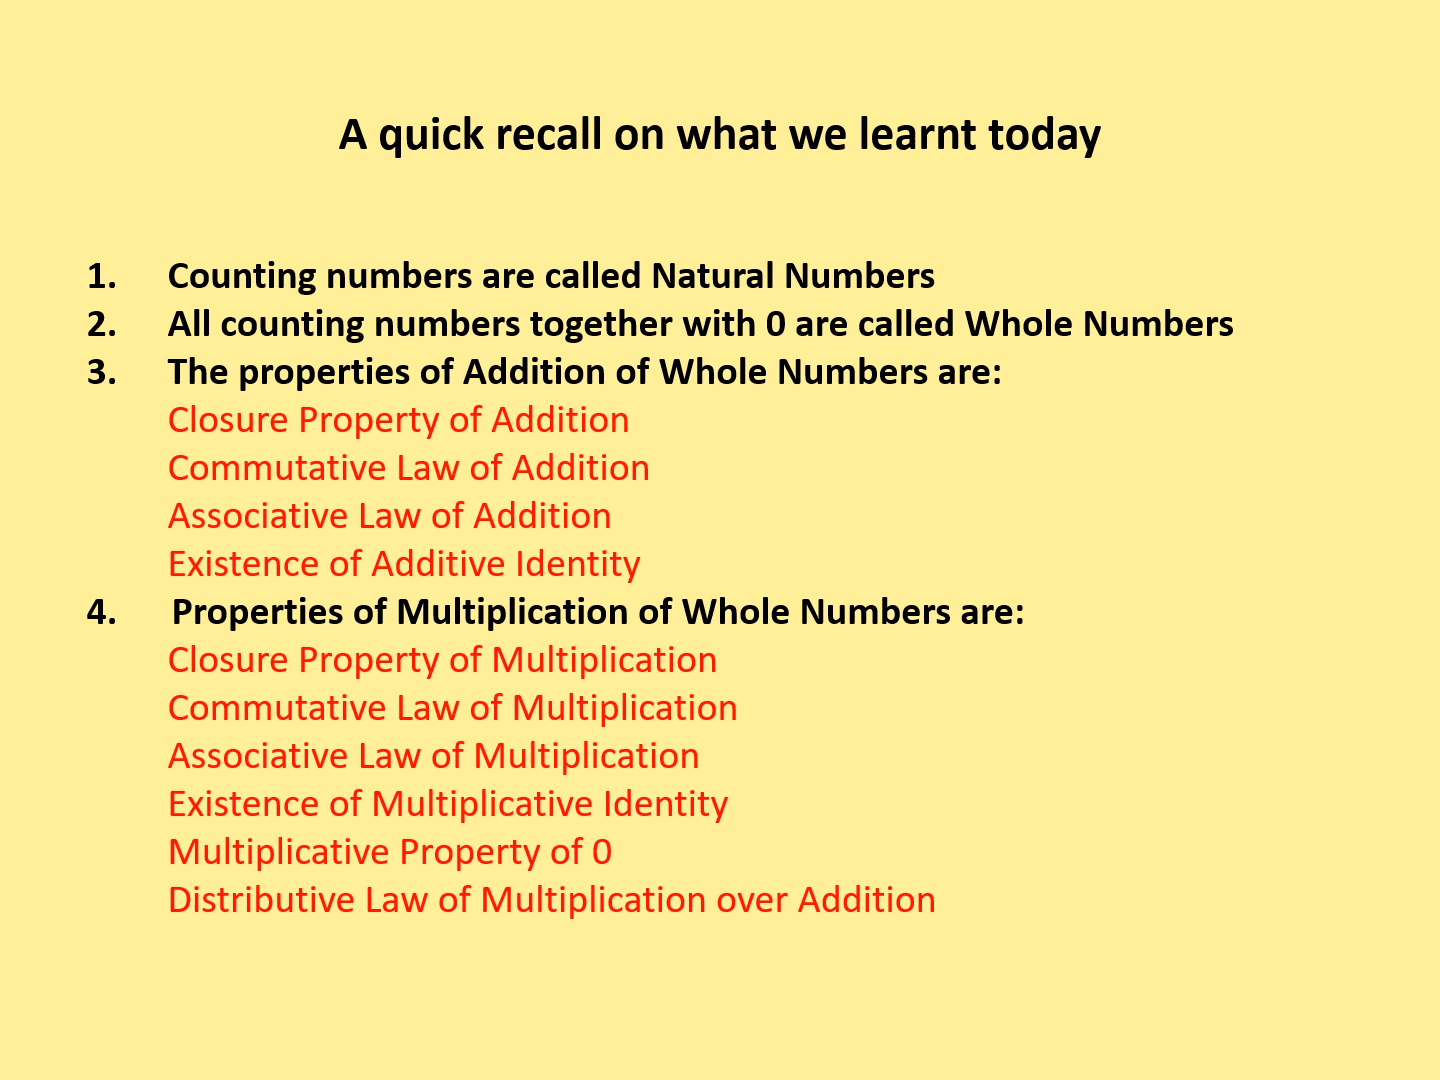 A quick recall on what we learnt today
1. Counting numbers are called Natural Numbers
2. All counting numbers together with 0 are called Whole Numbers
3. The properties of Addition of Whole Numbers are:
Closure Property of Addition
Commutative Law of Addition
Associative Law of Addition
Existence of Additive Identity
4. Properties of Multiplication of Whole Numbers are:
Closure Property of Multiplication
Commutative Law of Multiplication
Associative Law of Multiplication
Existence of Multiplicative Identity
Multiplicative Property of 0
Distributive Law of Multiplication over Addition